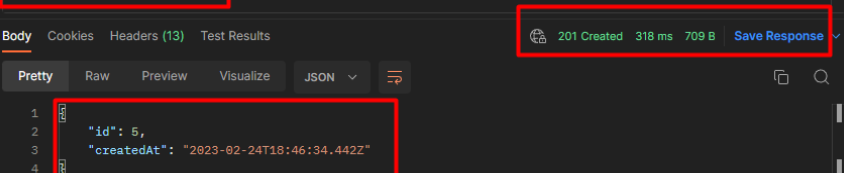 Body Cookies Headers (13) Test Results 201 Created 318 ms 709 B Save Response
Pretty Raw Preview Visualize JSON
1 {
2 "id": 5,
3 "createdAt": "2023-02-24T18:46:34.442Z"
4 }